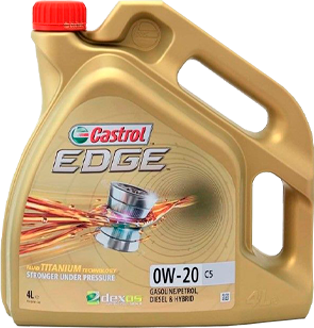 Castrol
EDGE
FLUID TITANIUM TECHNOLOGY
STRONGER UNDER PRESSURE
0W-20 C5
GASOLINE/PETROL,
DIESEL & HYBRID
4L
dexos